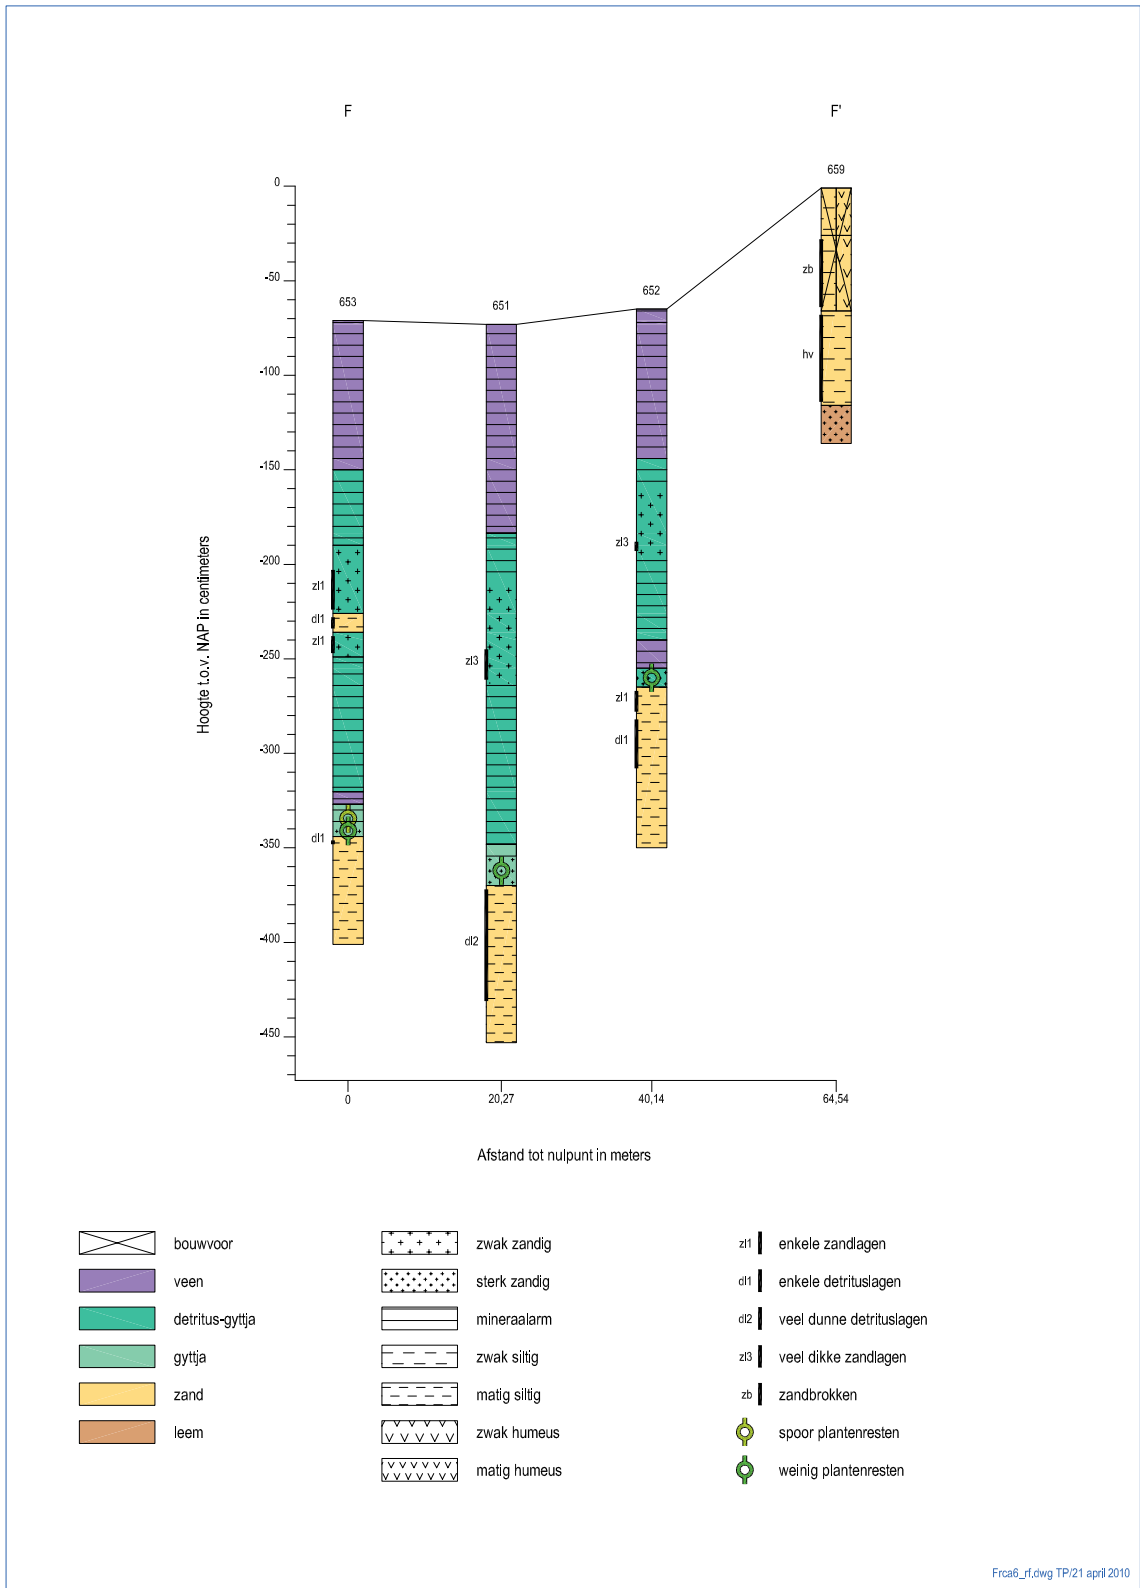 F
F'
659
0
-50
zb
652
653
651
hv
-100
-150
zl3
-200
zl1
dl1
zl1
-250
zl3
zl1
dl1
-300
dl1
-350
dl2
-400
-450
Hoogte t.o.v. NAP in centimeters
0
20,27
40,14
64,54
Afstand tot nulpunt in meters
bouwvoor
veen
detritus-gyttja
gyttja
zand
leem
zwak zandig
sterk zandig
mineraalarm
zwak siltig
matig siltig
zwak humeus
matig humeus
zl1 enkele zandlagen
dl1 enkele detrituslagen
dl2 veel dunne detrituslagen
zl3 veel dikke zandlagen
zb zandbrokken
spoor plantenresten
weinig plantenresten
Frca6_rf.dwg TP/21 april 2010